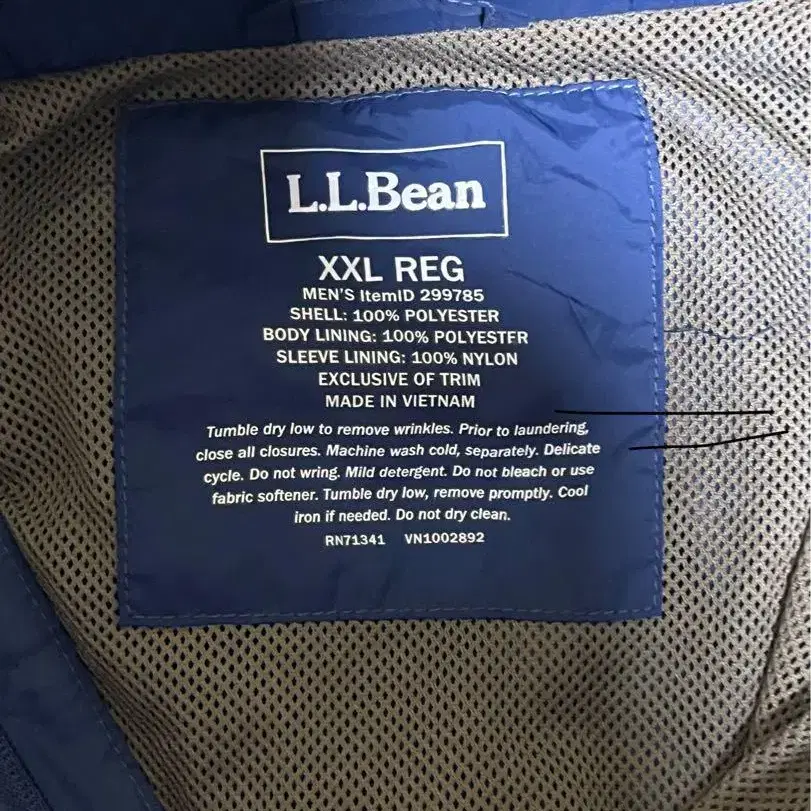 L.L.Bean
XXL REG
MEN'S ItemID 299785
SHELL: 100% POLYESTER
BODY LINING: 100% POLYESTER
SLEEVE LINING: 100% NYLON
EXCLUSIVE OF TRIM
MADE IN VIETNAM
Tumble dry low to remove wrinkles. Prior to laundering,
close all closures. Machine wash cold, separately. Delicate
cycle. Do not wring. Mild detergent. Do not bleach or use
fabric softener. Tumble dry low, remove promptly. Cool
iron if needed. Do not dry clean.
RN71341 VN1002892